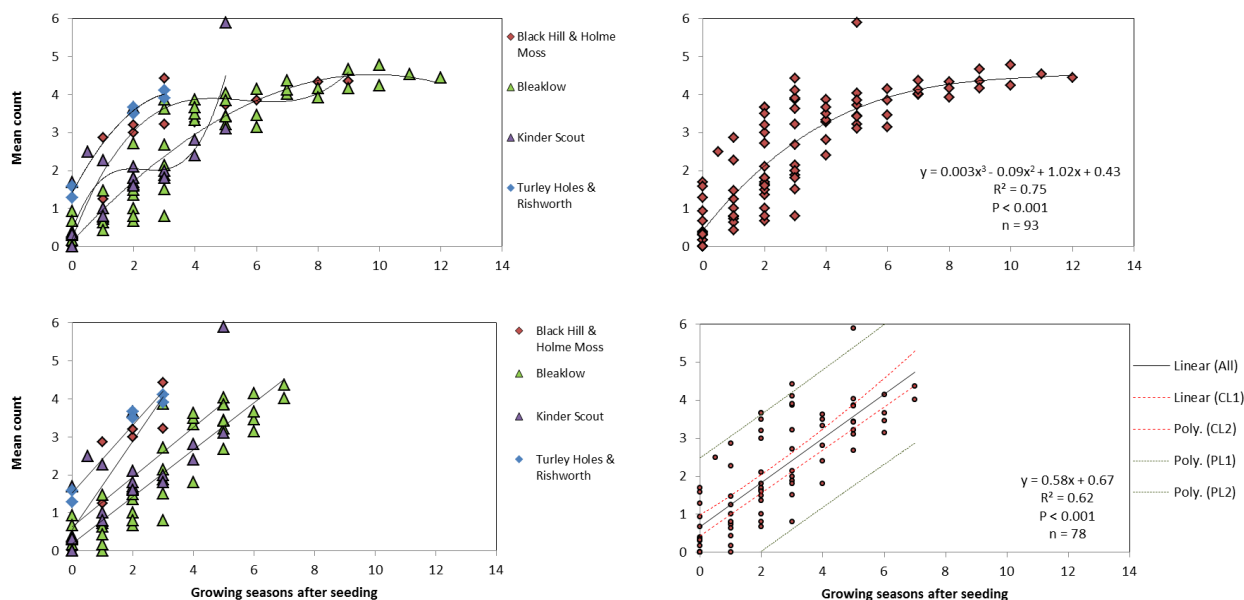 Mean count
6
5
4
3
2
1
0
0 2 4 6 8 10 12 14
Black Hill & Holme
Moss
Bleaklow
Kinder Scout
Turley Holes &
Rishworth
6
5
4
3
2
1
0
0 2 4 6 8 10 12 14
y = 0.003x³ - 0.09x² + 1.02x + 0.43
R² = 0.75
P < 0.001
n = 93
Mean count
6
5
4
3
2
1
0
0 2 4 6 8 10 12 14
Growing seasons after seeding
Black Hill &
Holme Moss
Bleaklow
Kinder Scout
Turley Holes &
Rishworth
6
5
4
3
2
1
0
0 2 4 6 8 10 12 14
Growing seasons after seeding
y = 0.58x + 0.67
R² = 0.62
P < 0.001
n = 78
Linear (All)
Linear (CL1)
Poly. (CL2)
Poly. (PL1)
Poly. (PL2)